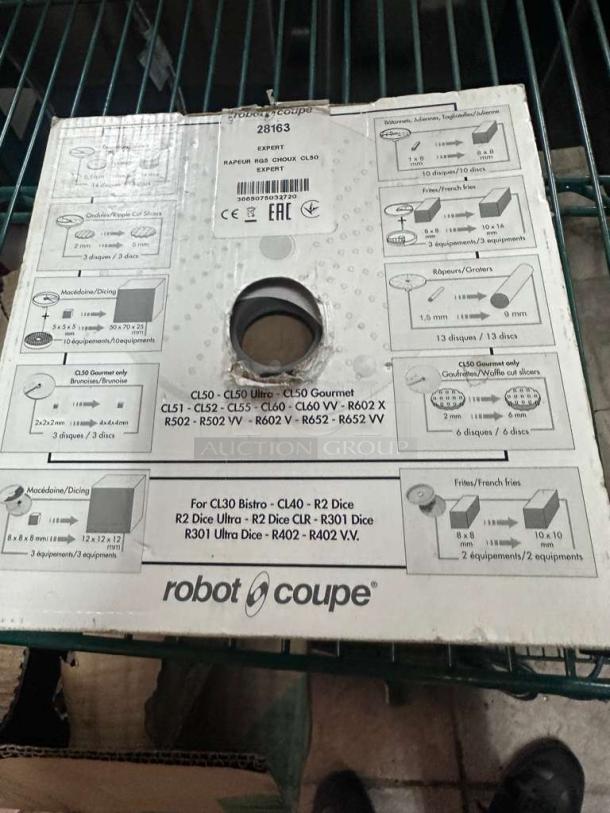 robot coupe
28163
EXPERT
RAPEUR RG5 CHOUX CL50
EXPERT
3665075032720
CE EAC
14 disques / 14 discs
Ondulés/Ripple Cut Slicers
2 mm 5 mm
3 disques / 3 discs
Macédoine/Dicing
5 x 5 x 5 mm 50 x 70 x 25 mm
10 équipements/10 equipments
CL50 Gourmet only
Brunoises/Brunoise
2x2x2 mm 4x4x4 mm
3 disques / 3 discs
Macédoine/Dicing
8 x 8 x 8 mm 12 x 12 x 12 mm
3 équipements/3 equipments
Bâtonnets, Juliennes, Tagliatelles/Julienne
1 x 8 mm 8 x 8 mm
10 disques/10 discs
Frites/French fries
8 x 8 mm 10 x 16 mm
3 équipements/3 equipments
Râpeurs/Graters
1,5 mm 9 mm
13 disques / 13 discs
CL50 Gourmet only
Gaufrettes/Waffle cut slicers
2 mm 6 mm
6 disques / 6 discs
Frites/French fries
8 x 8 mm 10 x 10 mm
2 équipements/2 equipments
CL50 - CL50 Ultra - CL50 Gourmet
CL51 - CL52 - CL55 - CL60 - CL60 VV - R602 X
R502 - R502 VV - R602 V - R652 - R652 VV
AUCTION GROUP
For CL30 Bistro - CL40 - R2 Dice
R2 Dice Ultra - R2 Dice CLR - R301 Dice
R301 Ultra Dice - R402 - R402 V.V.
robot coupe®